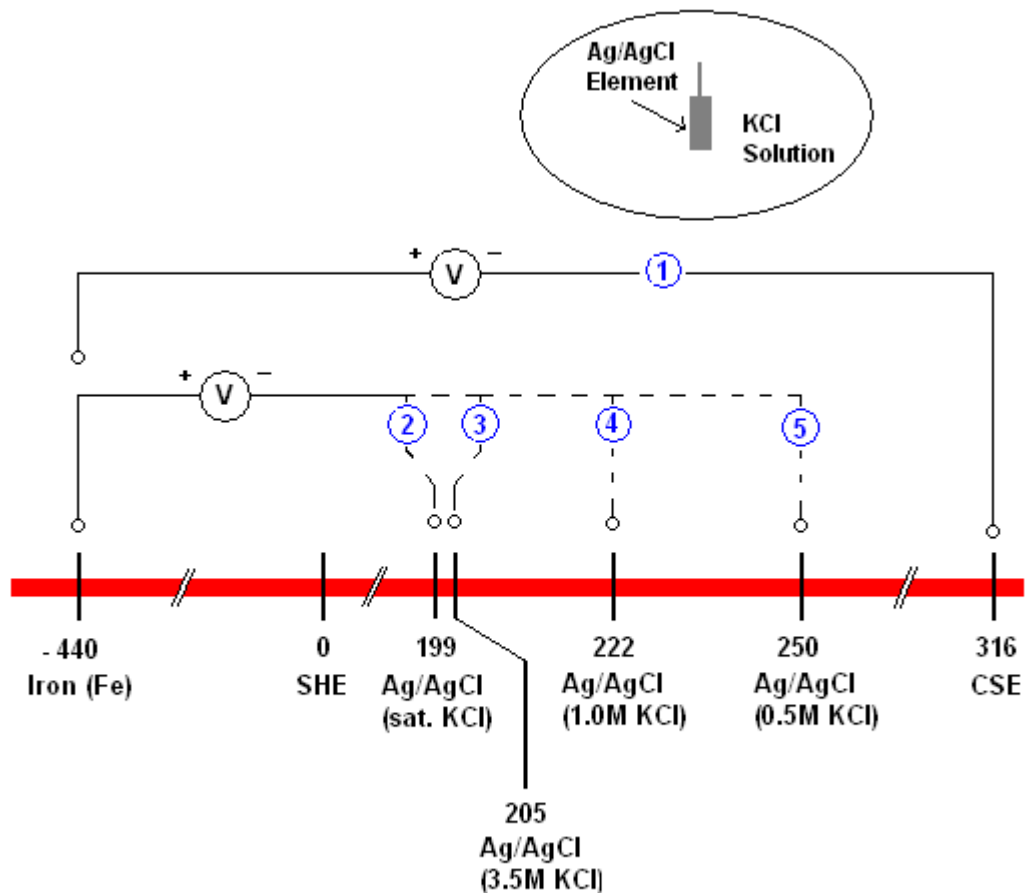 Ag/AgCl
Element
KCl
Solution
+ V – 1
+ V –
2 3 4 5
- 440 0 199 222 250 316
Iron (Fe) SHE Ag/AgCl Ag/AgCl Ag/AgCl CSE
(sat. KCl) (1.0M KCl) (0.5M KCl)
205
Ag/AgCl
(3.5M KCl)